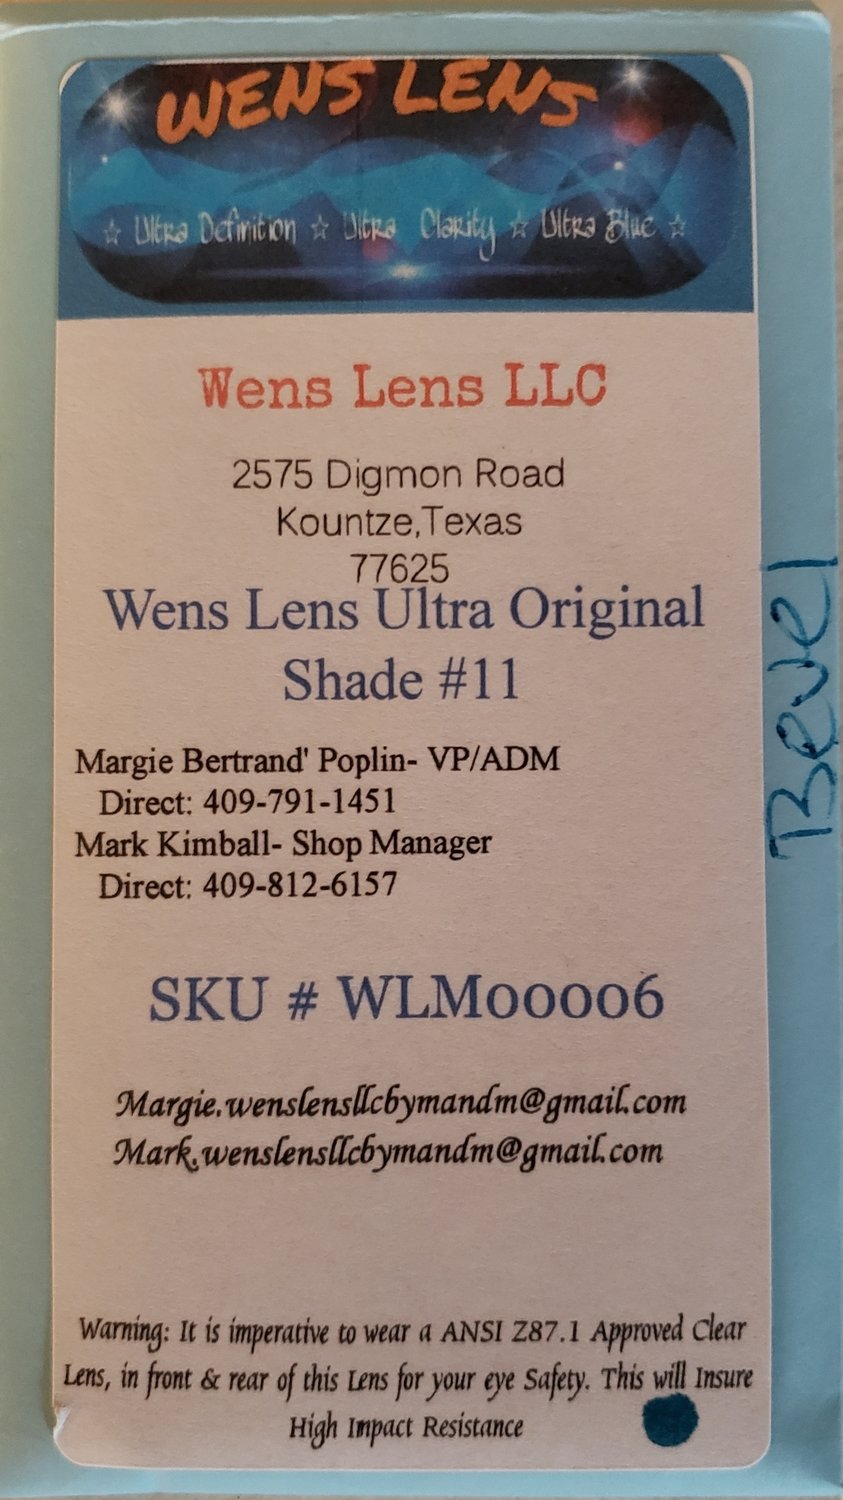 WENS LENS
☆ Ultra Definition ☆ Ultra Clarity ☆ Ultra Blue ☆
Wens Lens LLC
2575 Digmon Road
Kountze,Texas
77625
Wens Lens Ultra Original
Shade #11
Margie Bertrand' Poplin- VP/ADM
Direct: 409-791-1451
Mark Kimball- Shop Manager
Direct: 409-812-6157
SKU # WLM00006
Margie.wenslensllcbymandm@gmail.com
Mark.wenslensllcbymandm@gmail.com
Warning: It is imperative to wear a ANSI Z87.1 Approved Clear
Lens, in front & rear of this Lens for your eye Safety. This will Insure
High Impact Resistance
Bevel